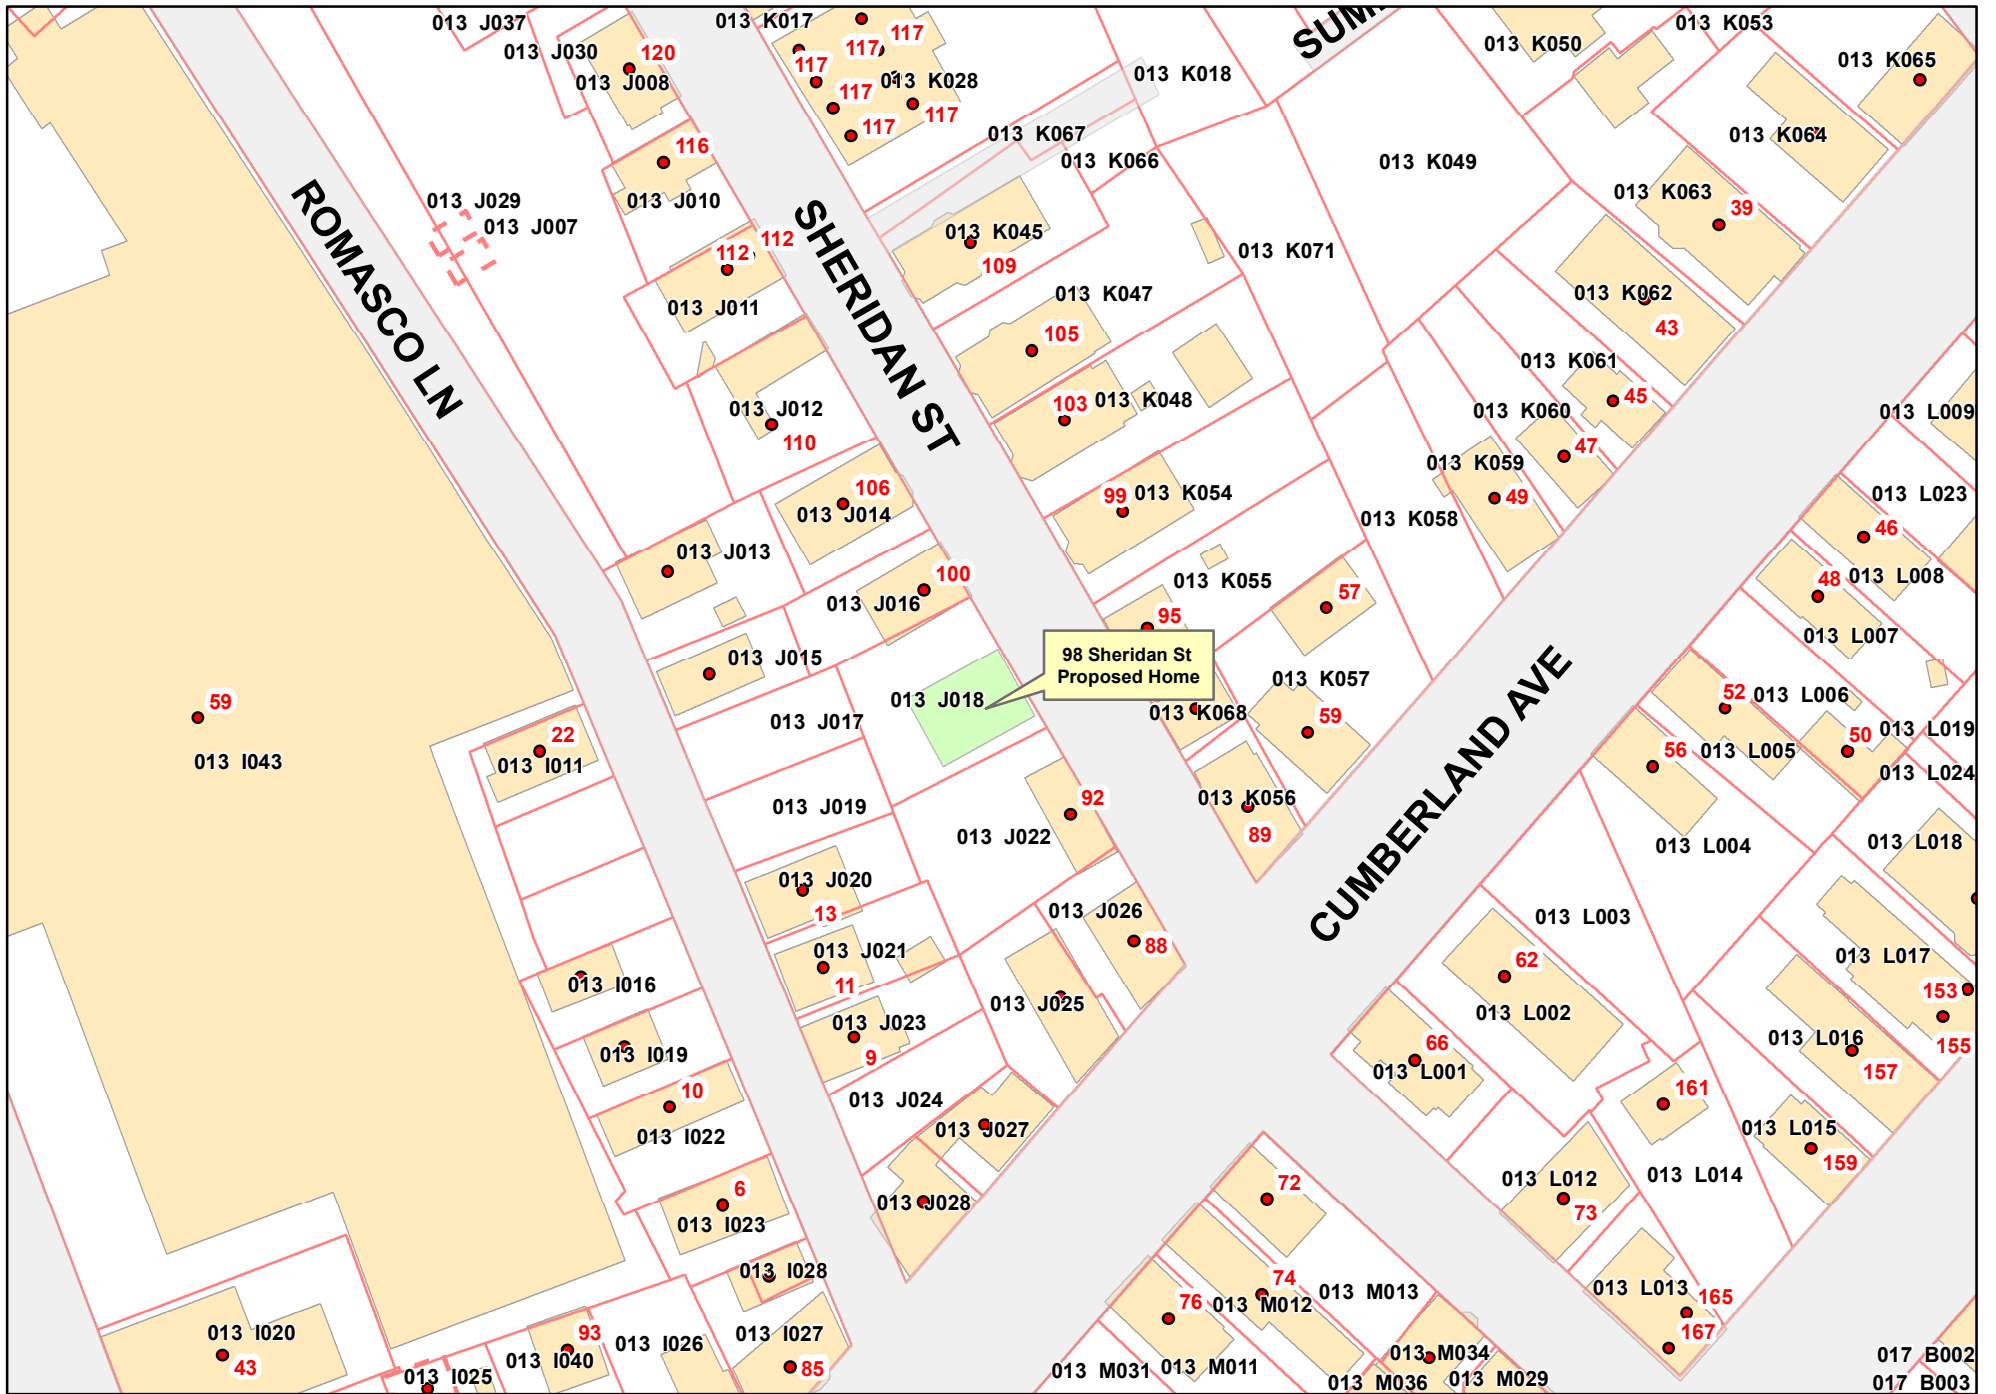 013 J037
013 K017
117
013 K053
SUM
013 J030
120
117
013 K050
013 K065
117
013 J008
013 K028
013 K018
117
117
117
013 K067
013 K064
116
013 K066
013 K049
013 J010
013 K063
39
ROMASCO LN
013 J029
013 J007
SHERIDAN ST
112
112
013 K045
109
013 K071
013 J011
013 K047
013 K062
43
105
013 K061
013 J012
110
103
013 K048
45
013 K060
47
013 L009
013 K059
49
106
013 J014
99
013 K054
013 L023
013 K058
46
013 J013
100
013 J016
013 K055
57
48
013 L008
95
013 L007
98 Sheridan St
Proposed Home
013 J015
013 K057
CUMBERLAND AVE
52
013 L006
013 J018
59
013 I043
013 J017
013 K068
59
013 L019
50
22
013 I011
56
013 L005
013 L024
013 J019
92
013 K056
89
013 J022
013 L004
013 L018
013 J020
13
013 J026
88
013 L003
013 J021
11
013 L017
62
013 I016
013 J025
153
013 L002
155
013 J023
9
013 I019
013 L016
157
66
013 L001
10
013 J024
161
013 I022
013 J027
013 L015
159
013 L012
73
013 L014
6
013 I023
013 J028
72
013 I028
74
013 M013
013 L013
165
76
013 M012
167
013 I020
43
93
013 I026
013 I027
85
013 I040
013 I025
013 M031
013 M011
013 M034
013 M036
013 M029
017 B002
017 B003